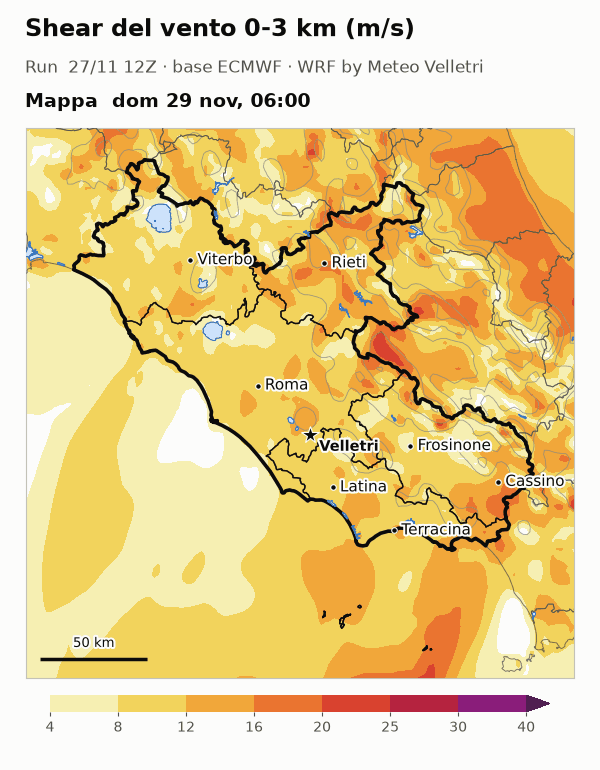 Shear del vento 0-3 km (m/s)
Run  27/11 12Z · base ECMWF · WRF by Meteo Velletri
Mappa  dom 29 nov, 06:00
Viterbo
Rieti
Roma
Velletri
Frosinone
Cassino
Latina
Terracina
50 km
4 8 12 16 20 25 30 40